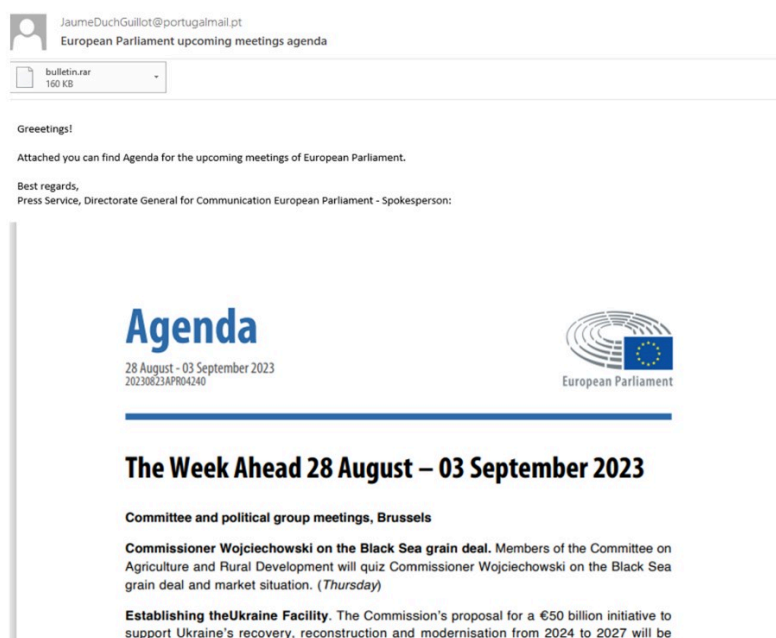 JaumeDuchGuillot@portugalmail.pt
European Parliament upcoming meetings agenda
bulletin.rar
160 KB
Greeetings!
Attached you can find Agenda for the upcoming meetings of European Parliament.
Best regards,
Press Service, Directorate General for Communication European Parliament - Spokesperson:
Agenda
28 August - 03 September 2023
20230823APR04240
European Parliament
The Week Ahead 28 August – 03 September 2023
Committee and political group meetings, Brussels
Commissioner Wojciechowski on the Black Sea grain deal. Members of the Committee on
Agriculture and Rural Development will quiz Commissioner Wojciechowski on the Black Sea
grain deal and market situation. (Thursday)
Establishing theUkraine Facility. The Commission's proposal for a €50 billion initiative to
support Ukraine's recovery, reconstruction and modernisation from 2024 to 2027 will be